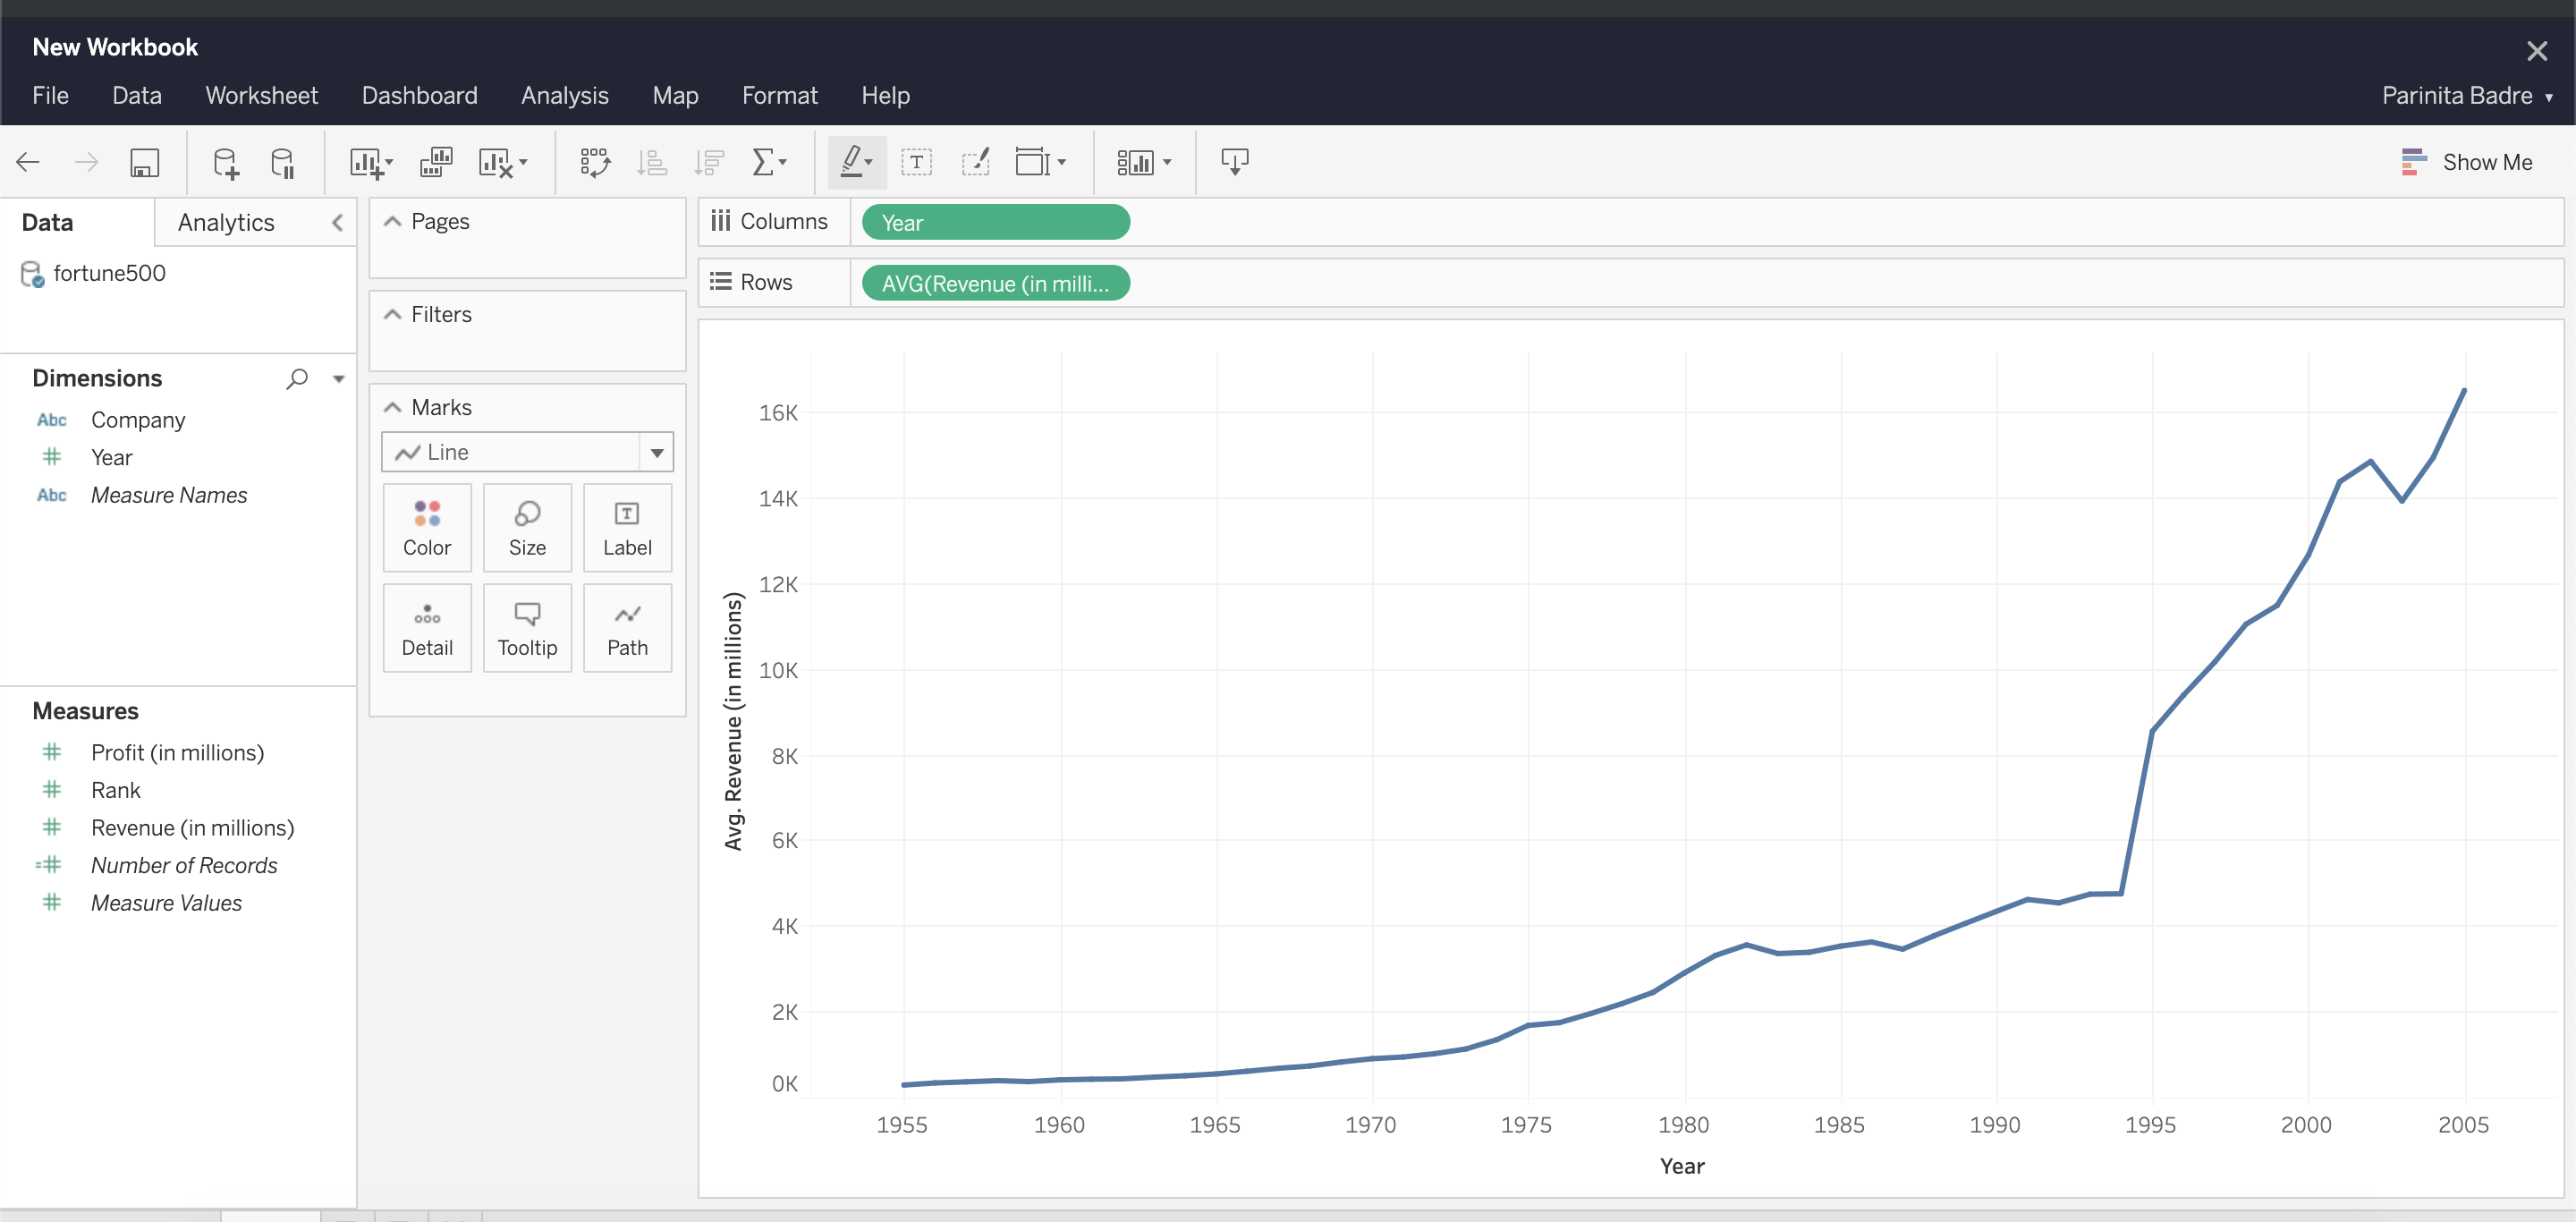 New Workbook
File Data Worksheet Dashboard Analysis Map Format Help
Parinita Badre
Show Me
Data Analytics
fortune500
Dimensions
Abc Company
# Year
Abc Measure Names
Measures
# Profit (in millions)
# Rank
# Revenue (in millions)
=# Number of Records
# Measure Values
Pages
Filters
Marks
Line
Color Size Label
Detail Tooltip Path
Columns Year
Rows AVG(Revenue (in milli...
Avg. Revenue (in millions)
16K
14K
12K
10K
8K
6K
4K
2K
0K
1955 1960 1965 1970 1975 1980 1985 1990 1995 2000 2005
Year